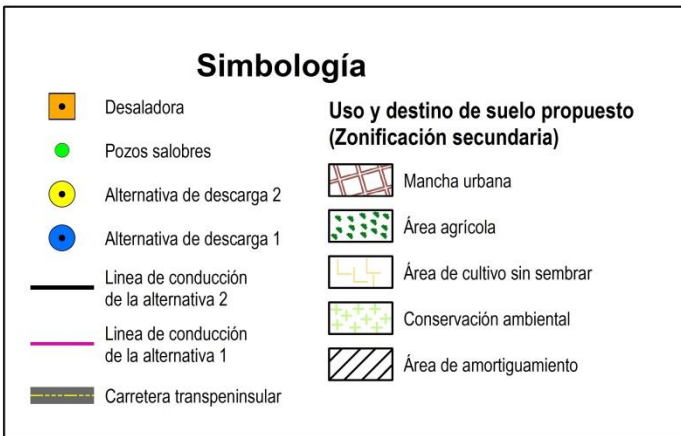 Simbología
Desaladora
Pozos salobres
Alternativa de descarga 2
Alternativa de descarga 1
Linea de conducción
de la alternativa 2
Linea de conducción
de la alternativa 1
Carretera transpeninsular
Uso y destino de suelo propuesto
(Zonificación secundaria)
Mancha urbana
Área agrícola
Área de cultivo sin sembrar
Conservación ambiental
Área de amortiguamiento